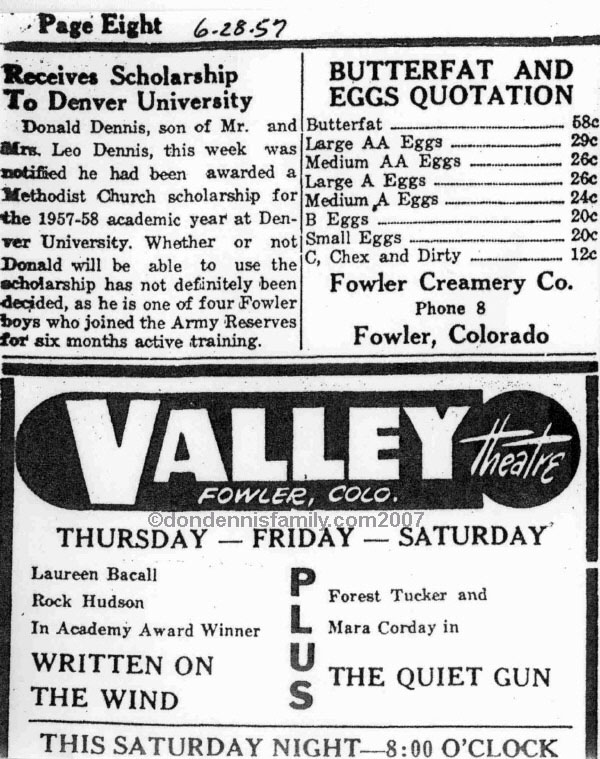 Page Eight 6-28-57
Receives Scholarship
To Denver University
Donald Dennis, son of Mr. and
Mrs. Leo Dennis, this week was
notified he had been awarded a
Methodist Church scholarship for
the 1957-58 academic year at Den-
ver University. Whether or not
Donald will be able to use the
scholarship has not definitely been
decided, as he is one of four Fowler
boys who joined the Army Reserves
for six months active training.
BUTTERFAT AND
EGGS QUOTATION
Butterfat 58c
Large AA Eggs 29c
Medium AA Eggs 26c
Large A Eggs 26c
Medium A Eggs 24c
B Eggs 20c
Small Eggs 20c
C, Chex and Dirty 12c
Fowler Creamery Co.
Phone 8
Fowler, Colorado
VALLEY theatre
FOWLER, COLO.
©dondennisfamily.com2007
THURSDAY — FRIDAY — SATURDAY
Laureen Bacall
Rock Hudson
In Academy Award Winner
WRITTEN ON
THE WIND
PLUS
Forest Tucker and
Mara Corday in
THE QUIET GUN
THIS SATURDAY NIGHT—8:00 O'CLOCK